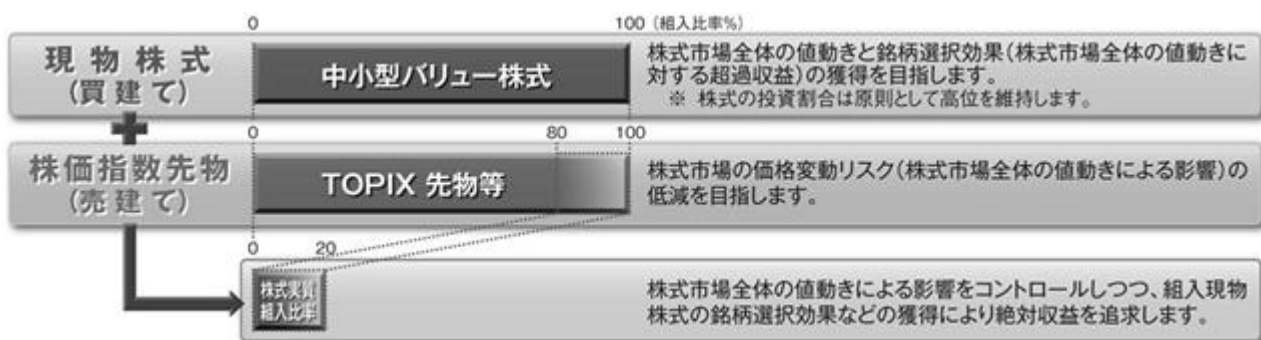 0 100 (組入比率%)
現物株式
(買建て)
中小型バリュー株式
株式市場全体の値動きと銘柄選択効果(株式市場全体の値動きに
対する超過収益)の獲得を目指します。
※ 株式の投資割合は原則として高位を維持します。
0 80 100
株価指数先物
(売建て)
TOPIX 先物等
株式市場の価格変動リスク(株式市場全体の値動きによる影響)の
低減を目指します。
0 20
株式実質
組入比率
株式市場全体の値動きによる影響をコントロールしつつ、組入現物
株式の銘柄選択効果などの獲得により絶対収益を追求します。